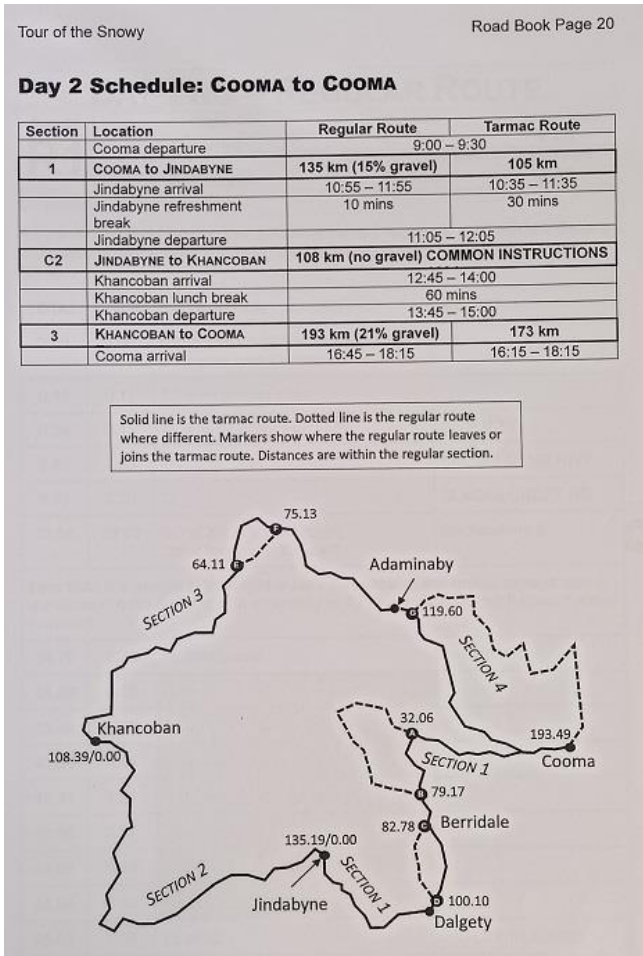 Tour of the Snowy
Road Book Page 20
Day 2 Schedule: COOMA TO COOMA
Section Location Regular Route Tarmac Route
Cooma departure 9:00 – 9:30
1 COOMA TO JINDABYNE 135 km (15% gravel) 105 km
Jindabyne arrival 10:55 – 11:55 10:35 – 11:35
Jindabyne refreshment 10 mins 30 mins
break
Jindabyne departure 11:05 – 12:05
C2 JINDABYNE TO KHANCOBAN 108 km (no gravel) COMMON INSTRUCTIONS
Khancoban arrival 12:45 – 14:00
Khancoban lunch break 60 mins
Khancoban departure 13:45 – 15:00
3 KHANCOBAN TO COOMA 193 km (21% gravel) 173 km
Cooma arrival 16:45 – 18:15 16:15 – 18:15
Solid line is the tarmac route. Dotted line is the regular route
where different. Markers show where the regular route leaves or
joins the tarmac route. Distances are within the regular section.
75.13
F
64.11 E
Adaminaby
SECTION 3
G 119.60
SECTION 4
Khancoban
32.06
A
193.49
108.39/0.00
SECTION 1
Cooma
B 79.17
82.78 C Berridale
135.19/0.00
SECTION 2
SECTION 1
Jindabyne
D 100.10
Dalgety